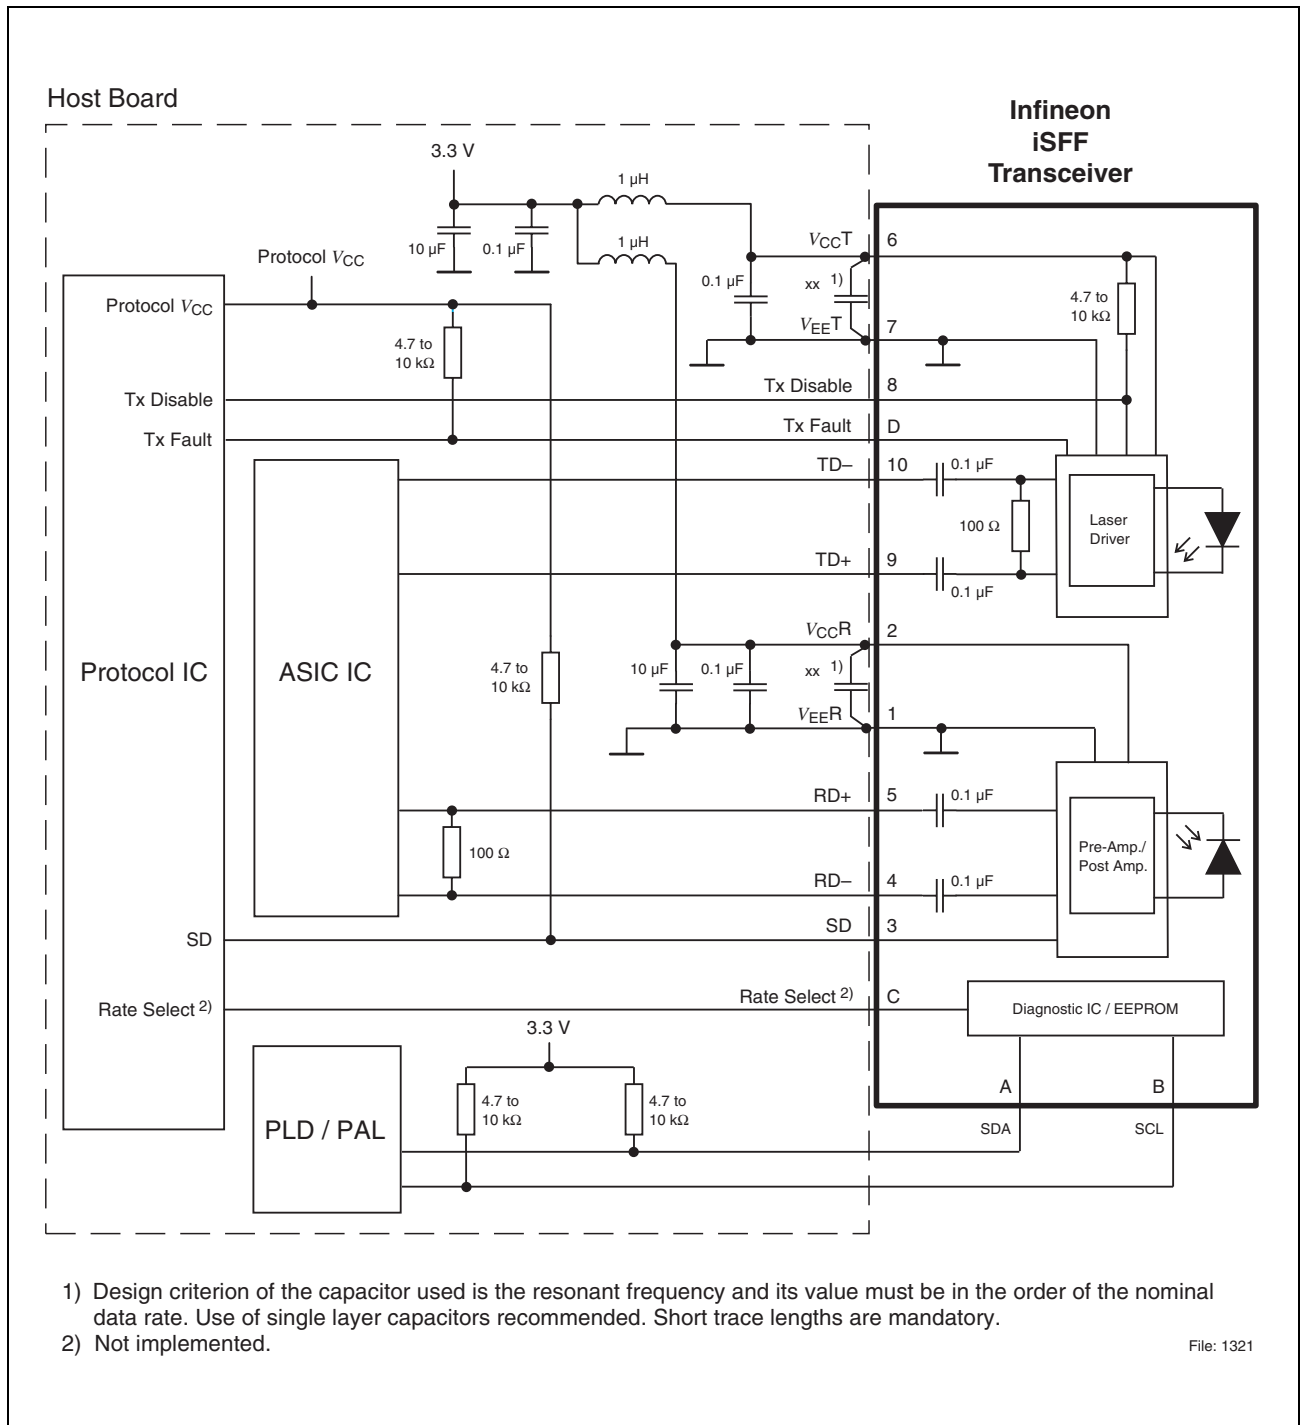 Host Board
Infineon
iSFF
Transceiver
3.3 V
1 µH
10 µF
0.1 µF
1 µH
Protocol VCC
VCCT
6
0.1 µF
xx 1)
4.7 to
10 kΩ
Protocol VCC
4.7 to
10 kΩ
VEET
7
Tx Disable
Tx Disable
8
Tx Fault
Tx Fault
D
TD–
10
0.1 µF
100 Ω
Laser
Driver
TD+
9
0.1 µF
VCCR
2
Protocol IC
ASIC IC
4.7 to
10 kΩ
10 µF
0.1 µF
xx 1)
VEER
1
RD+
5
0.1 µF
100 Ω
Pre-Amp./
Post Amp.
RD–
4
0.1 µF
SD
SD
3
Rate Select 2)
Rate Select 2)
C
Diagnostic IC / EEPROM
3.3 V
PLD / PAL
4.7 to
10 kΩ
4.7 to
10 kΩ
A
B
SDA
SCL
1) Design criterion of the capacitor used is the resonant frequency and its value must be in the order of the nominal
data rate. Use of single layer capacitors recommended. Short trace lengths are mandatory.
2) Not implemented.
File: 1321